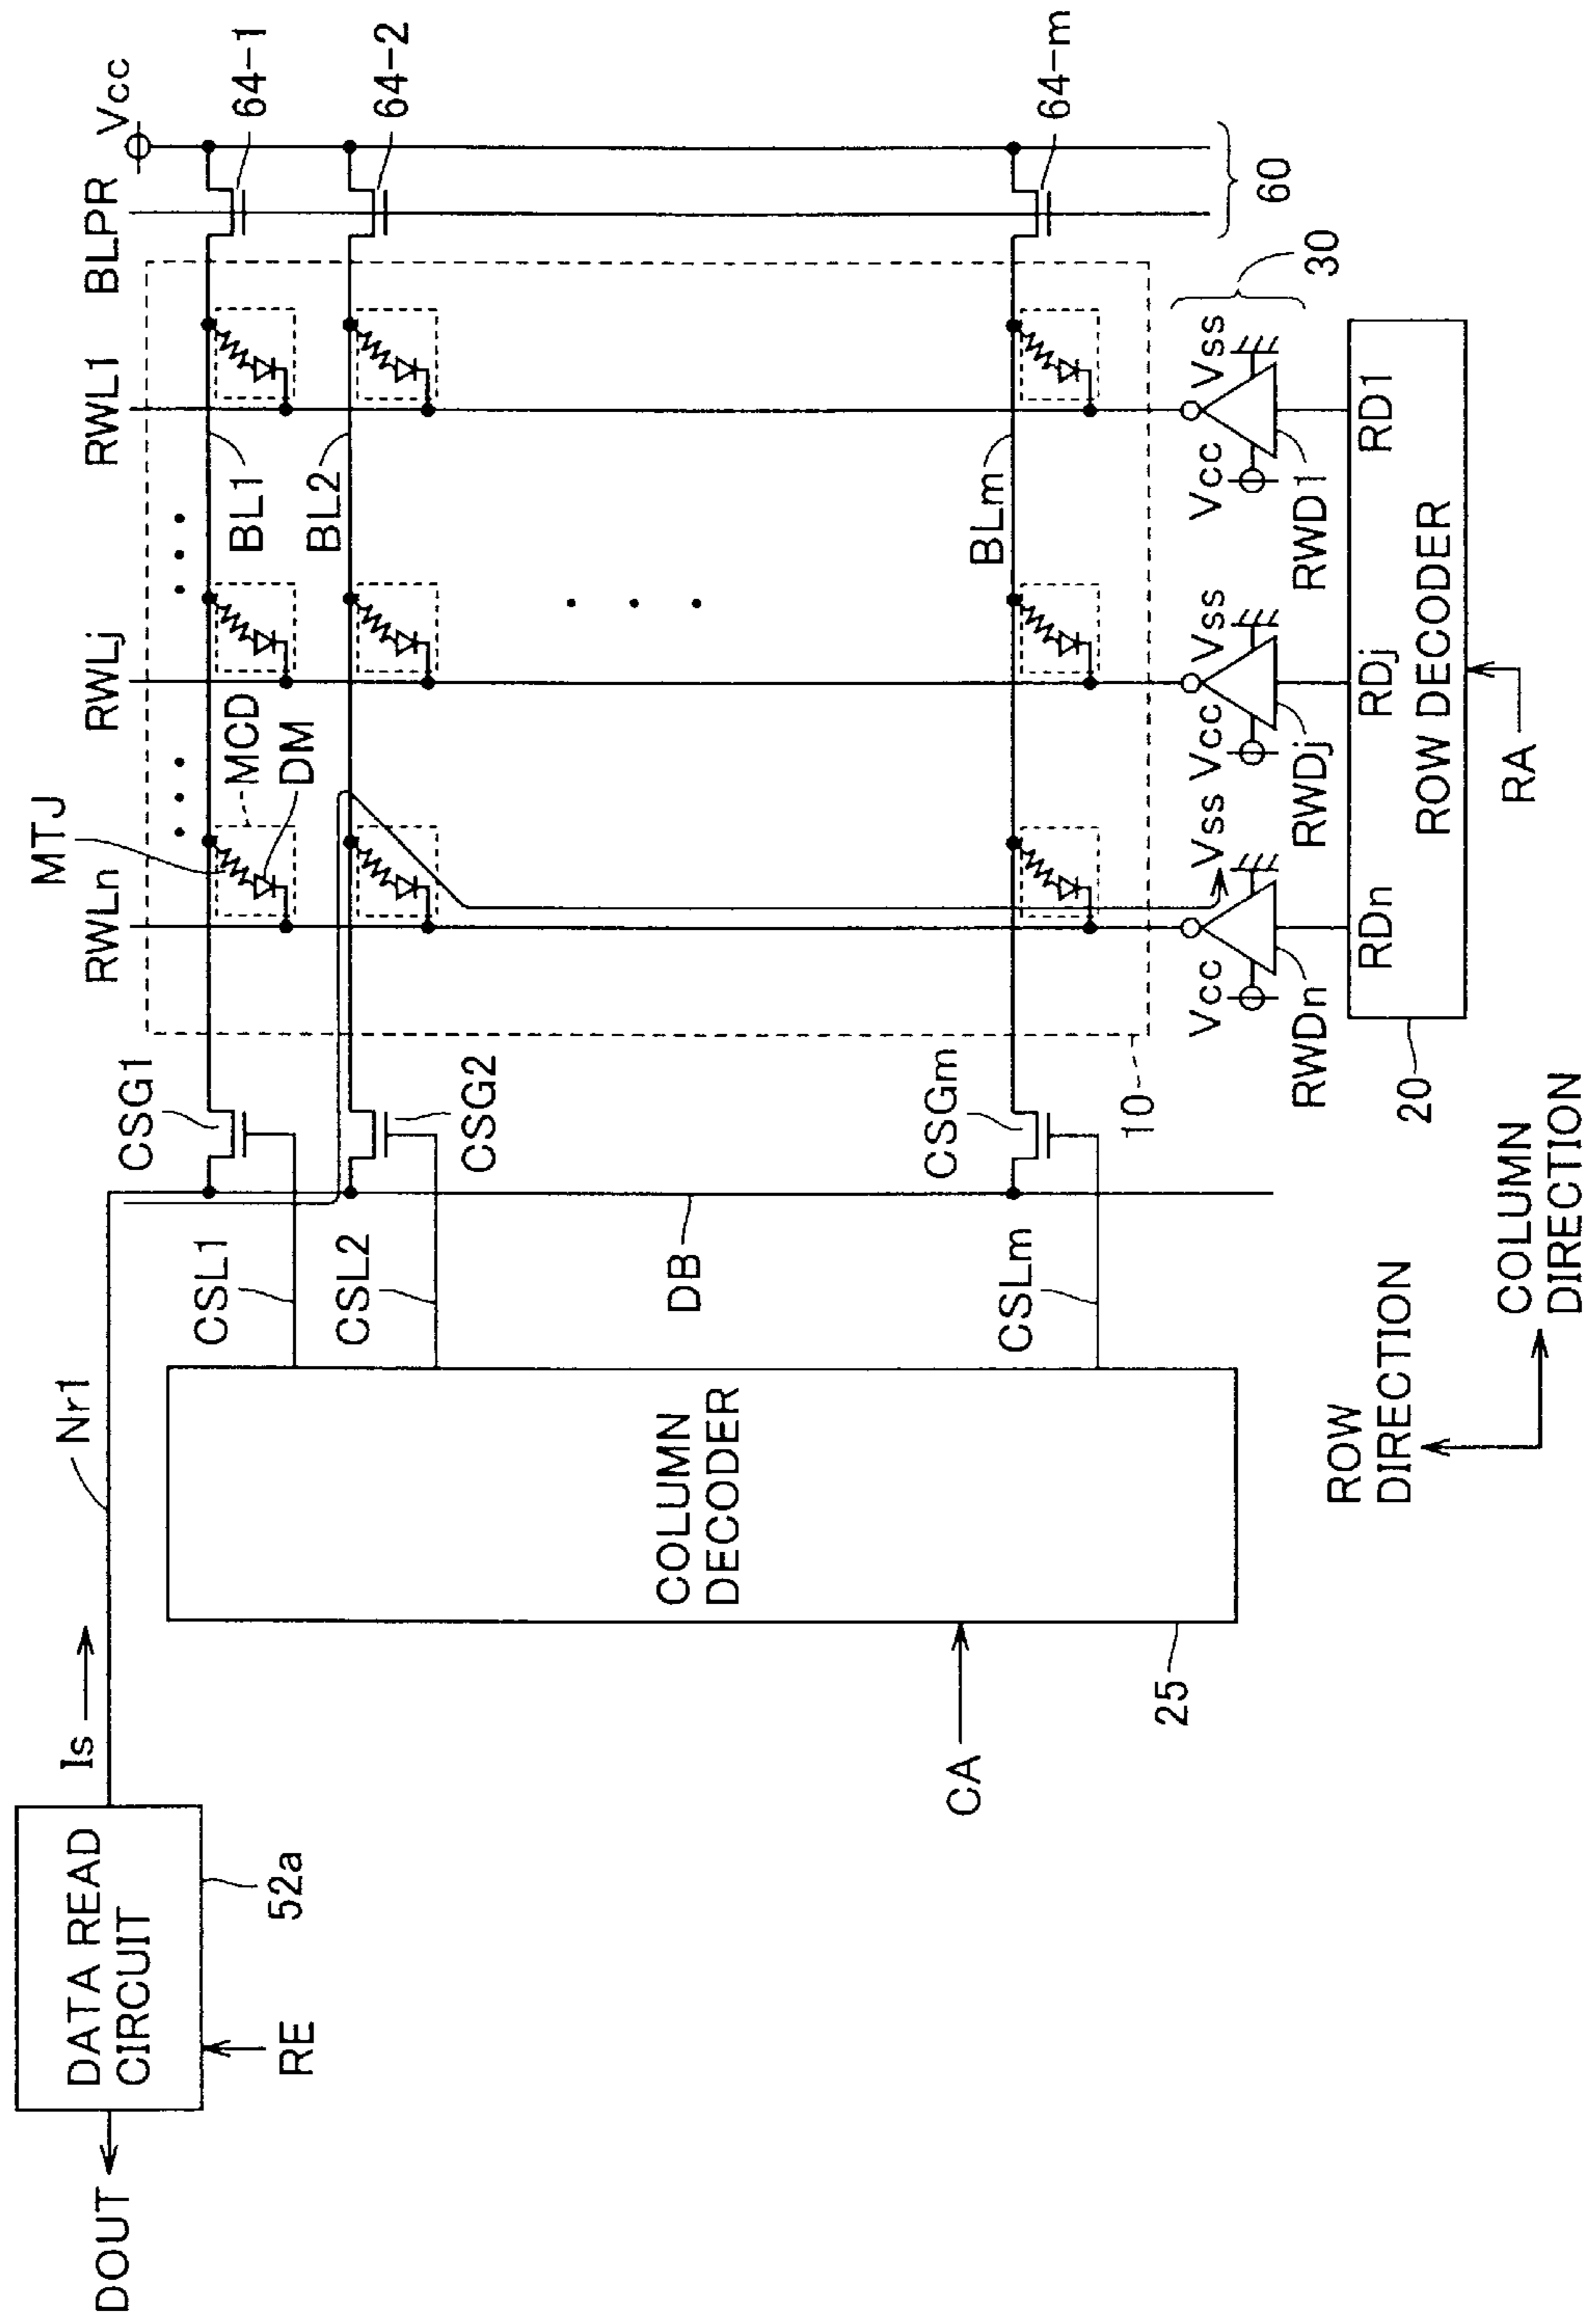 DOUT
DATA READ
CIRCUIT
RE
52a
Is
Nr1
CA
25
COLUMN
DECODER
CSL1
CSL2
CSLm
DB
CSG1
CSG2
CSGm
10
RWLn
RWLj
RWL1
BLPR
Vcc
MTJ
MCD
DM
BL1
BL2
BLm
64-1
64-2
64-m
60
30
Vcc
Vss
Vcc
Vss
Vcc
Vss
RWDn
RWDj
RWD1
RDn
RDj
RD1
ROW DECODER
20
RA
ROW
DIRECTION
COLUMN
DIRECTION